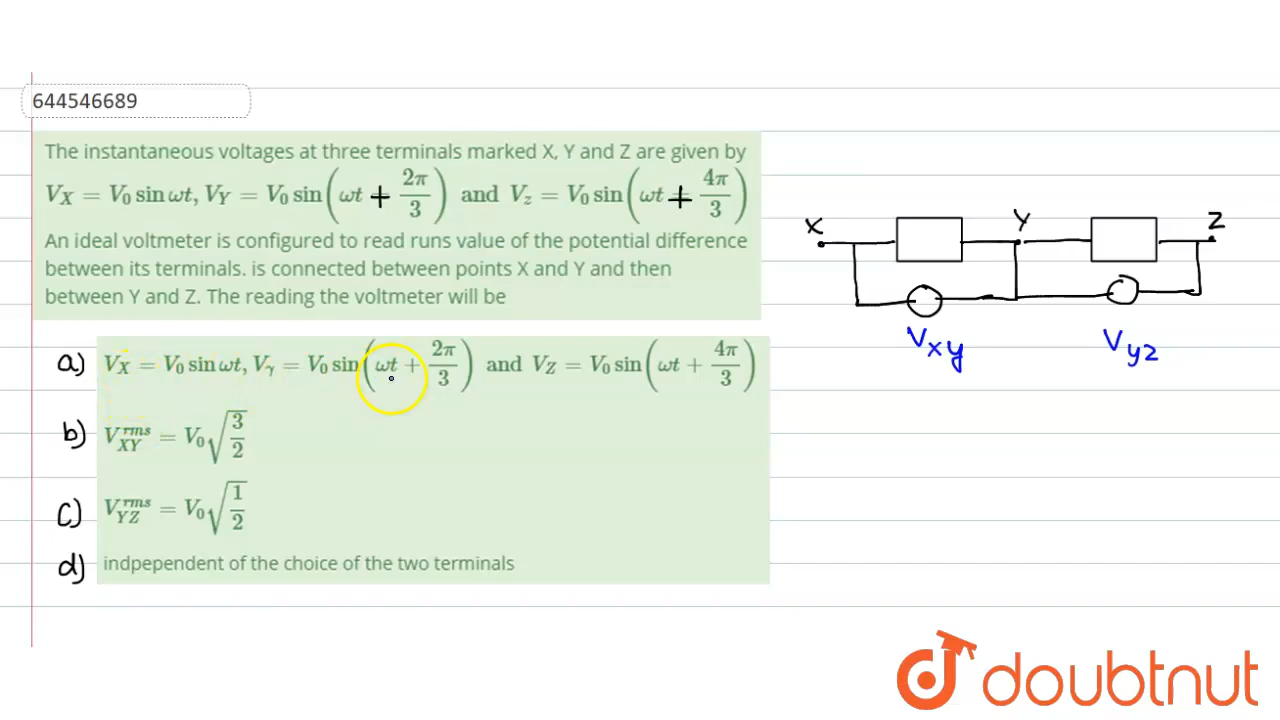 644546689
The instantaneous voltages at three terminals marked X, Y and Z are given by
V_X = V_0 sin ωt, V_Y = V_0 sin(ωt + 2π/3) and V_z = V_0 sin(ωt + 4π/3)
An ideal voltmeter is configured to read runs value of the potential difference
between its terminals. is connected between points X and Y and then
between Y and Z. The reading the voltmeter will be
X Y Z
V_xy V_yz
a) V_X = V_0 sin ωt, V_γ = V_0 sin(ωt + 2π/3) and V_Z = V_0 sin(ωt + 4π/3)
b) V_XY^rms = V_0 √(3/2)
c) V_YZ^rms = V_0 √(1/2)
d) indpependent of the choice of the two terminals
doubtnut